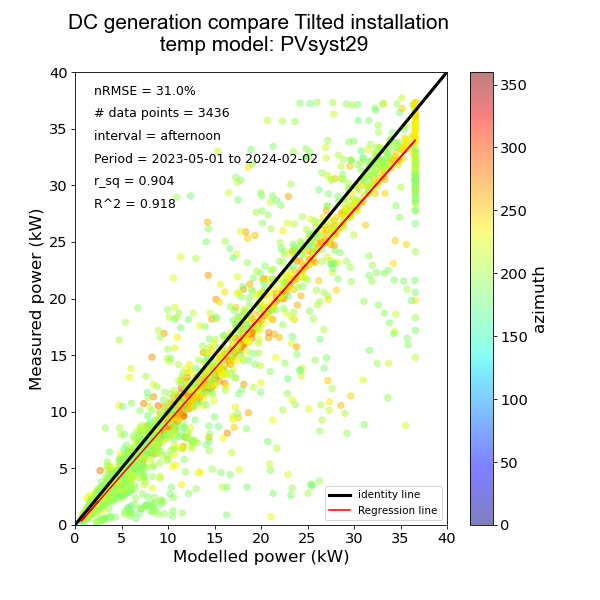 DC generation compare Tilted installation
temp model: PVsyst29
nRMSE = 31.0%
# data points = 3436
interval = afternoon
Period = 2023-05-01 to 2024-02-02
r_sq = 0.904
R^2 = 0.918
Measured power (kW)
40
35
30
25
20
15
10
5
0
0
5
10
15
20
25
30
35
40
Modelled power (kW)
identity line
Regression line
350
300
250
200
150
100
50
0
azimuth